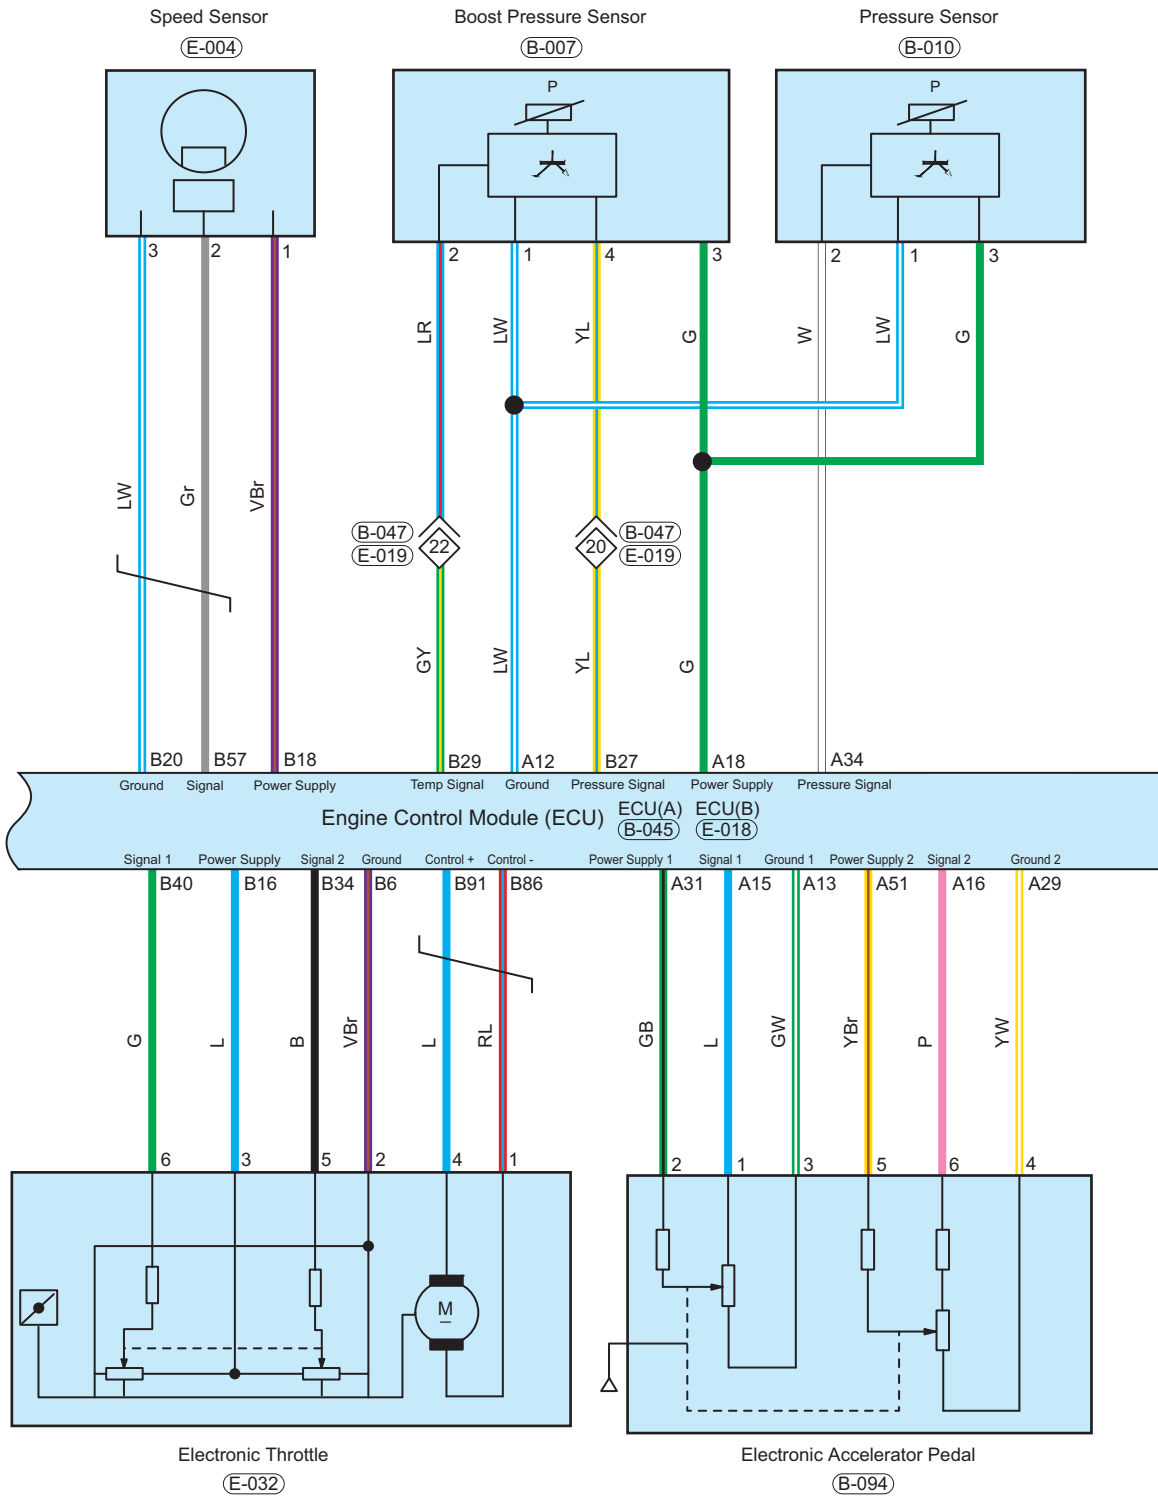 Speed Sensor Boost Pressure Sensor Pressure Sensor
E-004 B-007 B-010
P P
3 2 1 2 1 4 3 2 1 3
LR LW YL G W LW G
LW Gr VBr
B-047 B-047
22 20
E-019 E-019
GY LW YL G
B20 B57 B18 B29 A12 B27 A18 A34
Ground Signal Power Supply Temp Signal Ground Pressure Signal Power Supply Pressure Signal
Engine Control Module (ECU) ECU(A) ECU(B)
B-045 E-018
Signal 1 Power Supply Signal 2 Ground Control + Control - Power Supply 1 Signal 1 Ground 1 Power Supply 2 Signal 2 Ground 2
B40 B16 B34 B6 B91 B86 A31 A15 A13 A51 A16 A29
G L B VBr L RL GB L GW YBr P YW
6 3 5 2 4 1 2 1 3 5 6 4
M
Electronic Throttle Electronic Accelerator Pedal
E-032 B-094